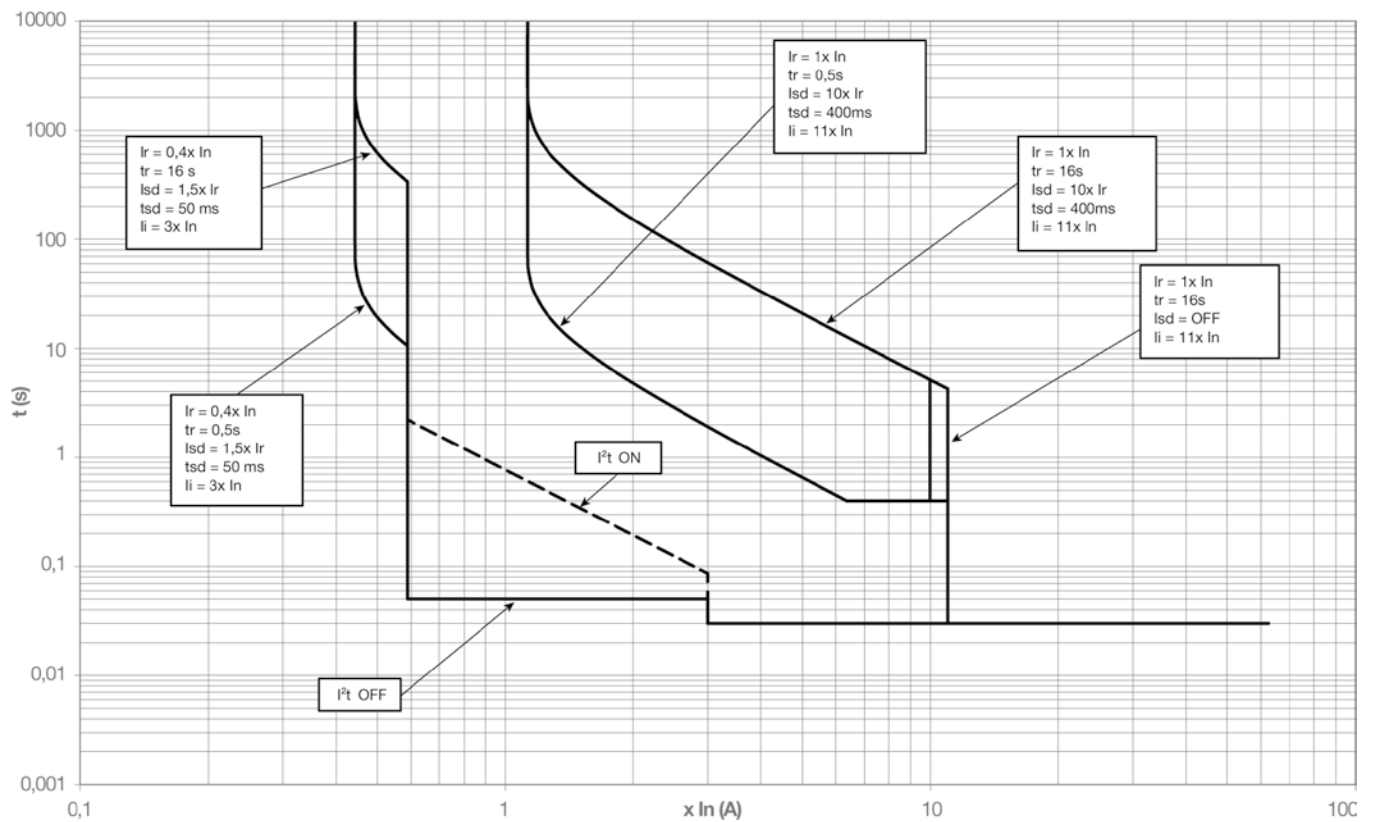 10000
1000
100
10
1
0,1
0,01
0,001
t (s)
0,1
1
10
100
x In (A)
Ir = 0,4x In
tr = 16 s
Isd = 1,5x Ir
tsd = 50 ms
Ii = 3x In
Ir = 0,4x In
tr = 0,5s
Isd = 1,5x Ir
tsd = 50 ms
Ii = 3x In
Ir = 1x In
tr = 0,5s
Isd = 10x Ir
tsd = 400ms
Ii = 11x In
Ir = 1x In
tr = 16s
Isd = 10x Ir
tsd = 400ms
Ii = 11x In
Ir = 1x In
tr = 16s
Isd = OFF
Ii = 11x In
I²t ON
I²t OFF